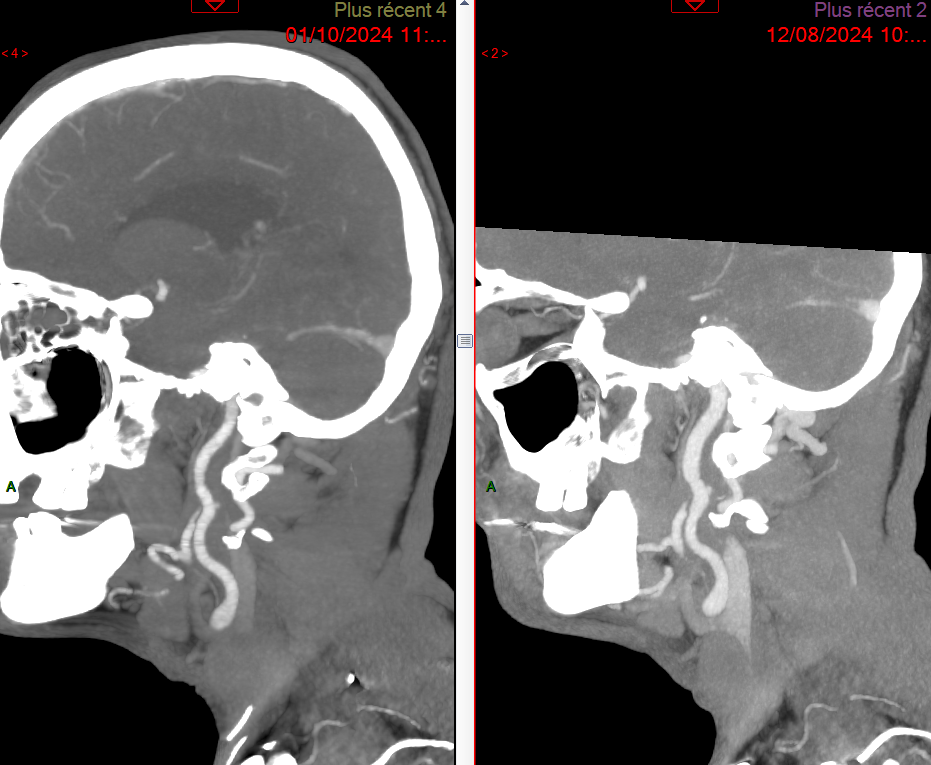 Plus récent 4
01/10/2024 11:...
<4>
A
Plus récent 2
12/08/2024 10:...
<2>
A